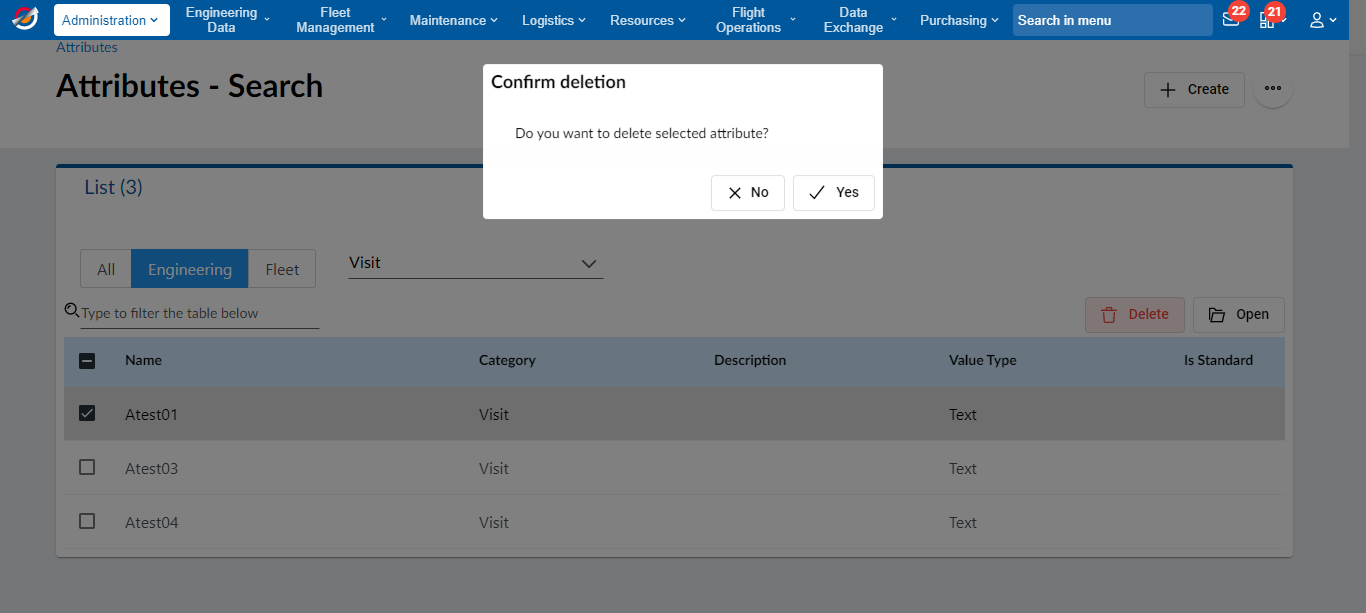 Administration
Engineering
Data
Fleet
Management
Maintenance
Logistics
Resources
Flight
Operations
Data
Exchange
Purchasing
Search in menu
22
21
Attributes
Attributes - Search
Create
Confirm deletion
Do you want to delete selected attribute?
No
Yes
List (3)
All
Engineering
Fleet
Visit
Type to filter the table below
Delete
Open
Name Category Description Value Type Is Standard
Atest01 Visit Text
Atest03 Visit Text
Atest04 Visit Text